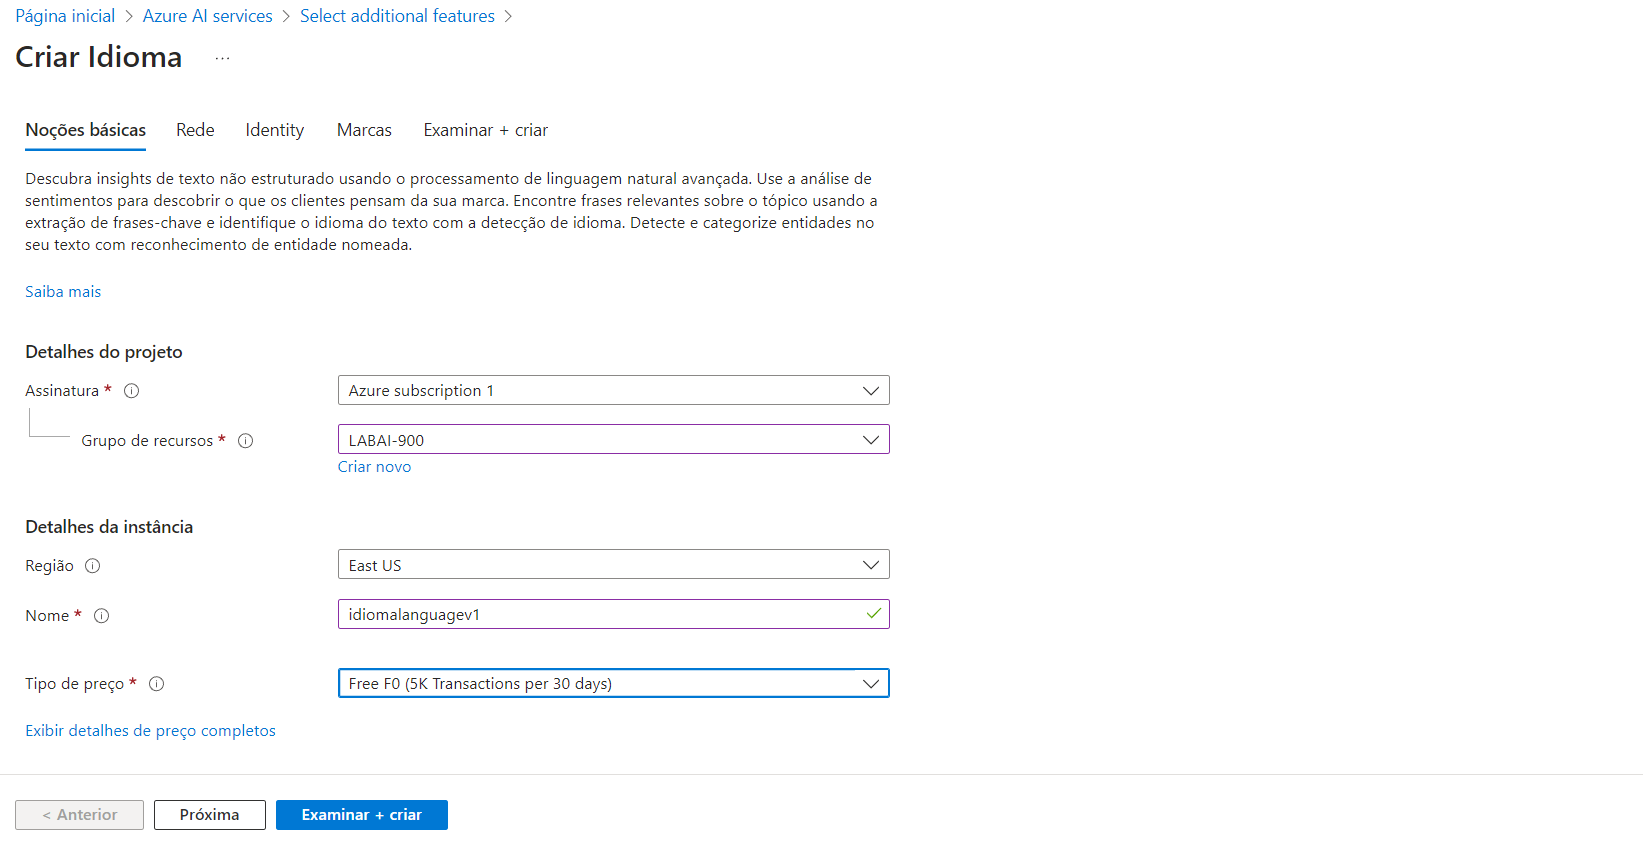 Página inicial > Azure AI services > Select additional features >
Criar Idioma ...
Noções básicas Rede Identity Marcas Examinar + criar
Descubra insights de texto não estruturado usando o processamento de linguagem natural avançada. Use a análise de
sentimentos para descobrir o que os clientes pensam da sua marca. Encontre frases relevantes sobre o tópico usando a
extração de frases-chave e identifique o idioma do texto com a detecção de idioma. Detecte e categorize entidades no
seu texto com reconhecimento de entidade nomeada.
Saiba mais
Detalhes do projeto
Assinatura * Azure subscription 1
Grupo de recursos * LABAI-900
Criar novo
Detalhes da instância
Região East US
Nome * idiomalanguagev1
Tipo de preço * Free F0 (5K Transactions per 30 days)
Exibir detalhes de preço completos
< Anterior Próxima Examinar + criar